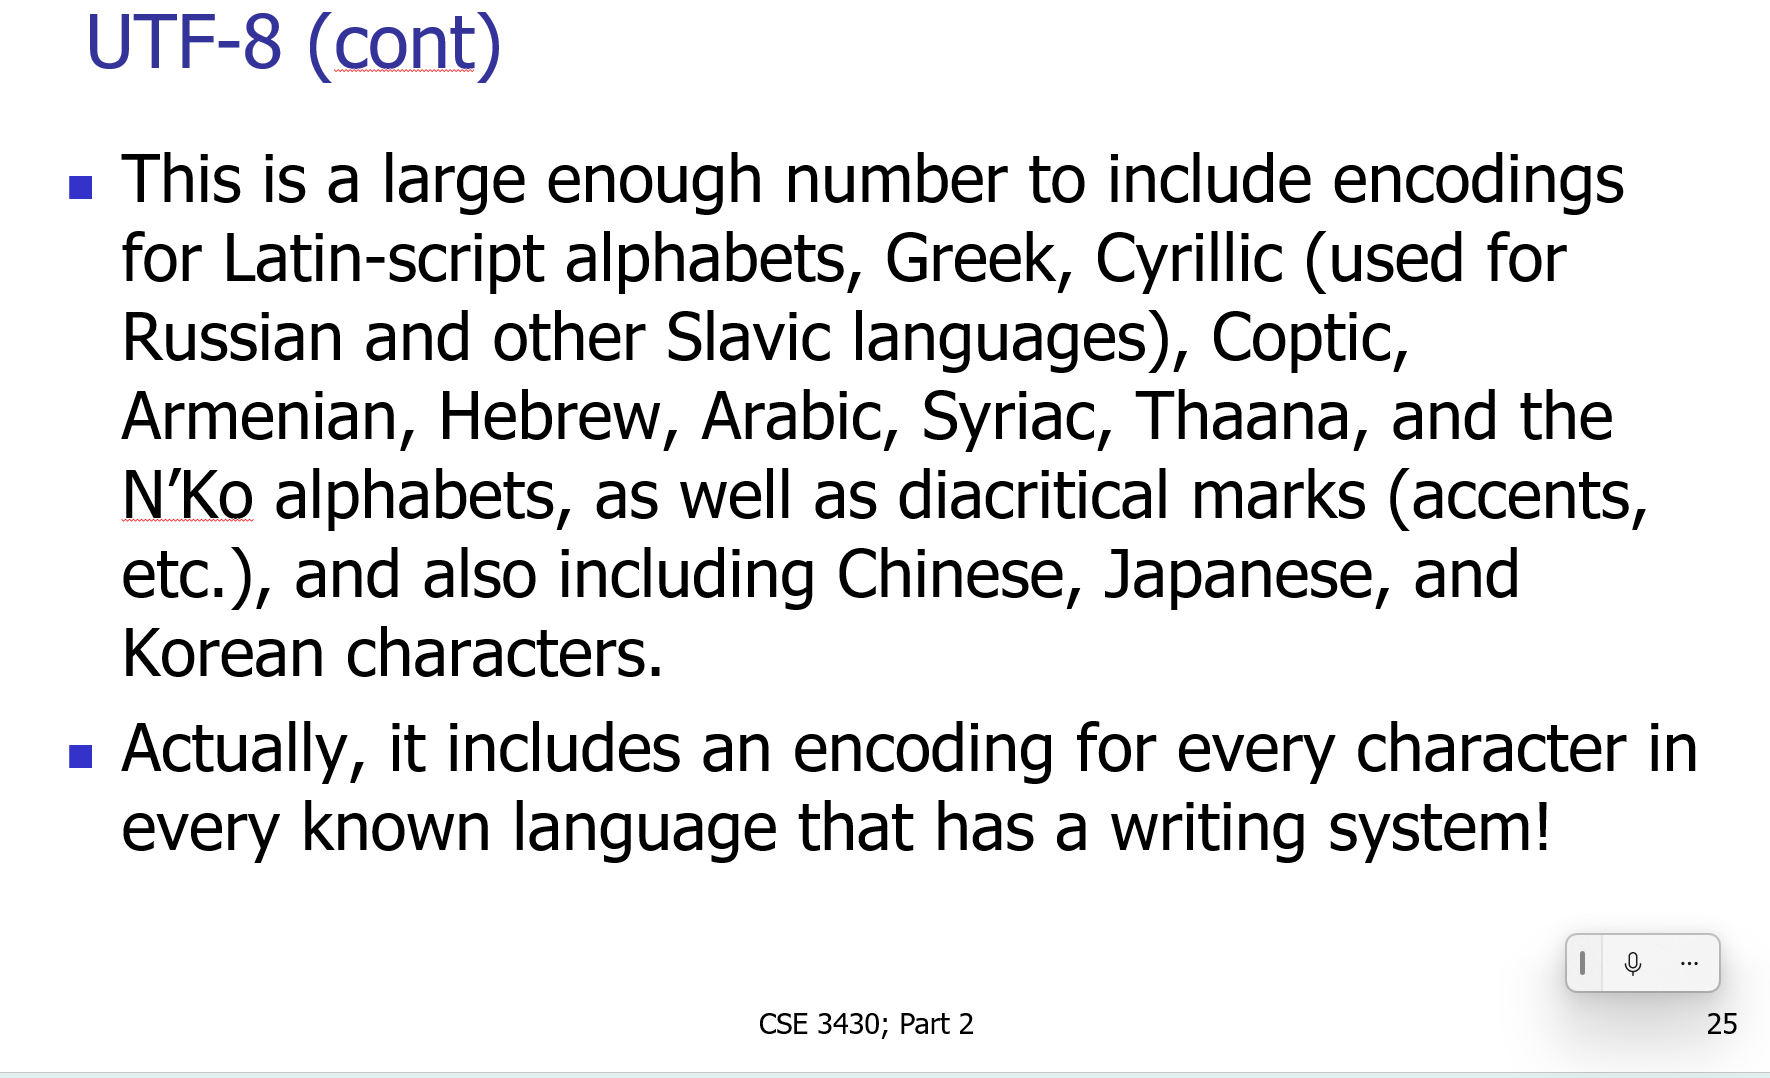 UTF-8 (cont)
This is a large enough number to include encodings
for Latin-script alphabets, Greek, Cyrillic (used for
Russian and other Slavic languages), Coptic,
Armenian, Hebrew, Arabic, Syriac, Thaana, and the
N’Ko alphabets, as well as diacritical marks (accents,
etc.), and also including Chinese, Japanese, and
Korean characters.
Actually, it includes an encoding for every character in
every known language that has a writing system!
CSE 3430; Part 2
25